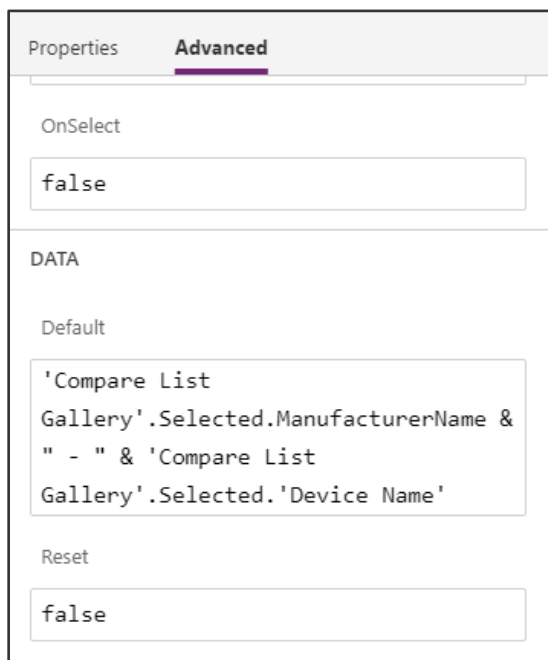 Properties Advanced
OnSelect
false
DATA
Default
'Compare List
Gallery'.Selected.ManufacturerName &
" - " & 'Compare List
Gallery'.Selected.'Device Name'
Reset
false